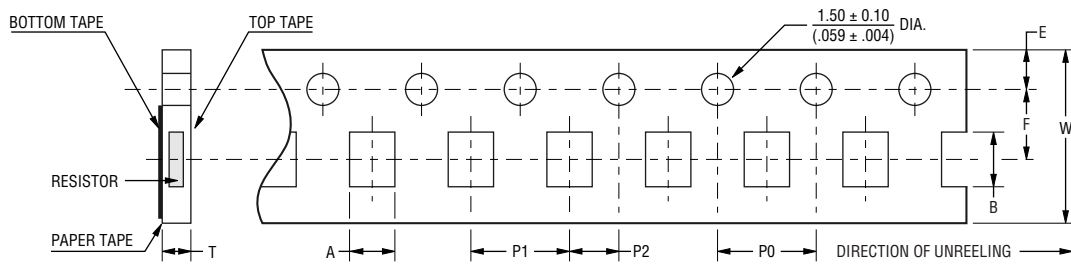 BOTTOM TAPE
TOP TAPE
1.50 ± 0.10
(.059 ± .004)
DIA.
E
F
W
RESISTOR
B
PAPER TAPE
T
A
P1
P2
P0
DIRECTION OF UNREELING